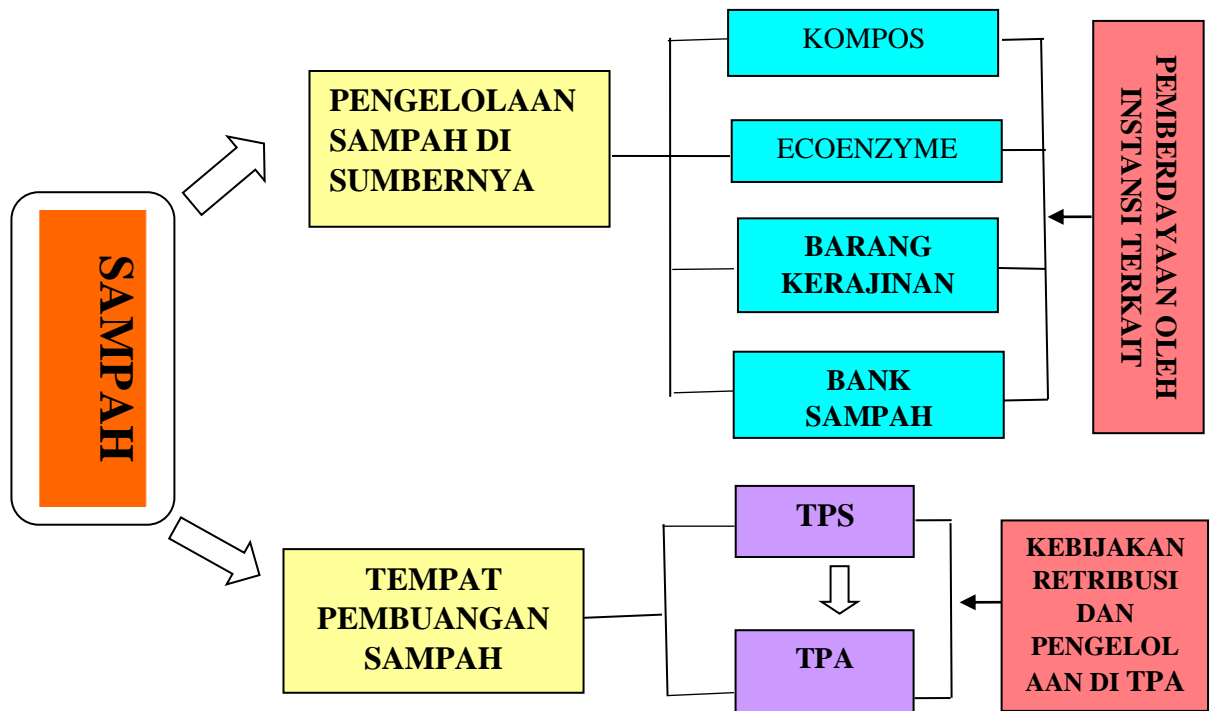 SAMPAH
PENGELOLAAN
SAMPAH DI
SUMBERNYA
KOMPOS
ECOENZYME
BARANG
KERAJINAN
BANK
SAMPAH
PEMBERDAYAAN OLEH
INSTANSI TERKAIT
TEMPAT
PEMBUANGAN
SAMPAH
TPS
TPA
KEBIJAKAN
RETRIBUSI
DAN
PENGELOL
AAN DI TPA